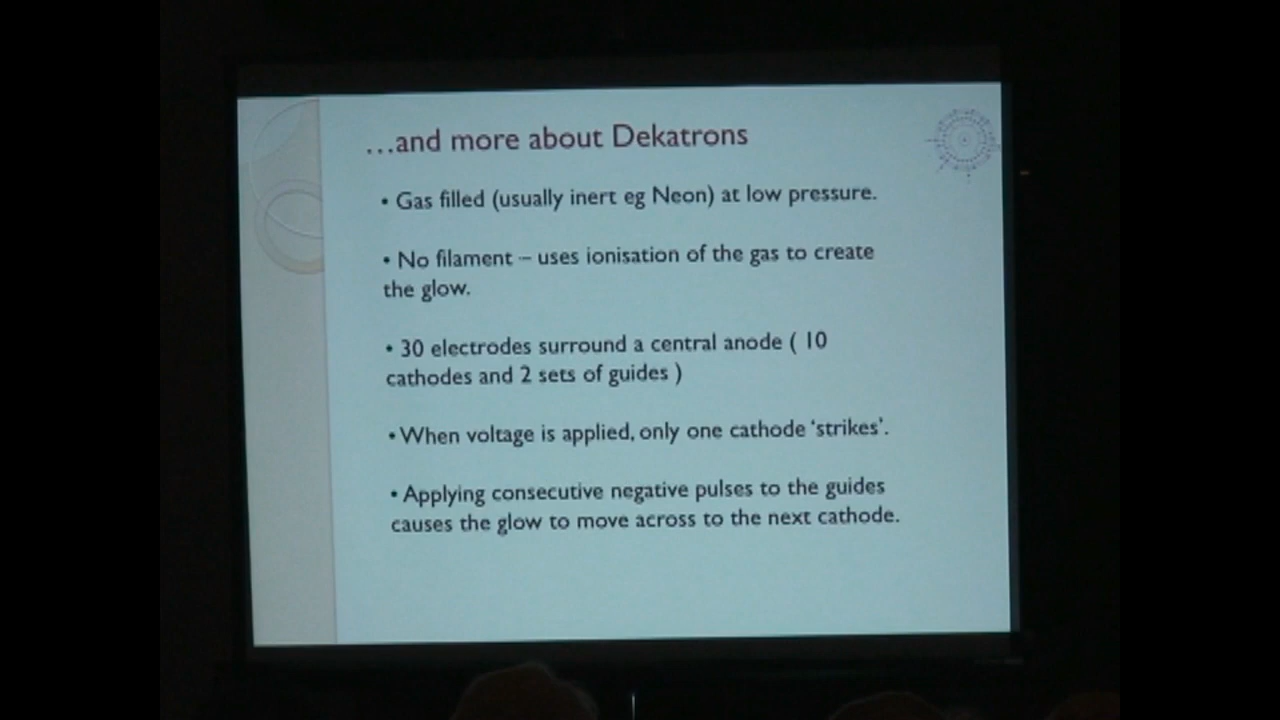 ...and more about Dekatrons
• Gas filled (usually inert eg Neon) at low pressure.
• No filament – uses ionisation of the gas to create
the glow.
• 30 electrodes surround a central anode ( 10
cathodes and 2 sets of guides )
• When voltage is applied, only one cathode 'strikes'.
• Applying consecutive negative pulses to the guides
causes the glow to move across to the next cathode.